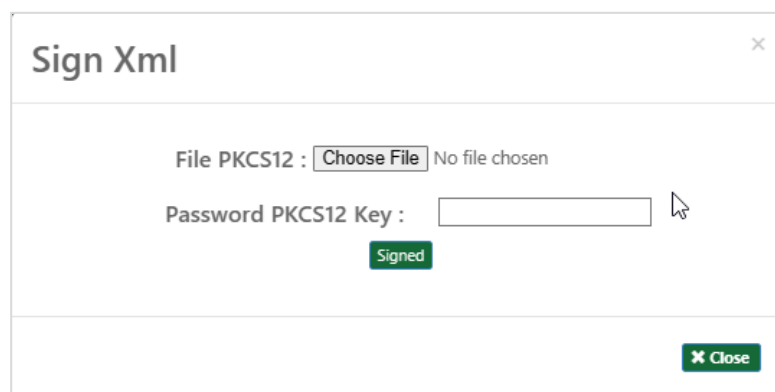 Sign Xml ×
File PKCS12 : Choose File No file chosen
Password PKCS12 Key :
Signed
✖ Close